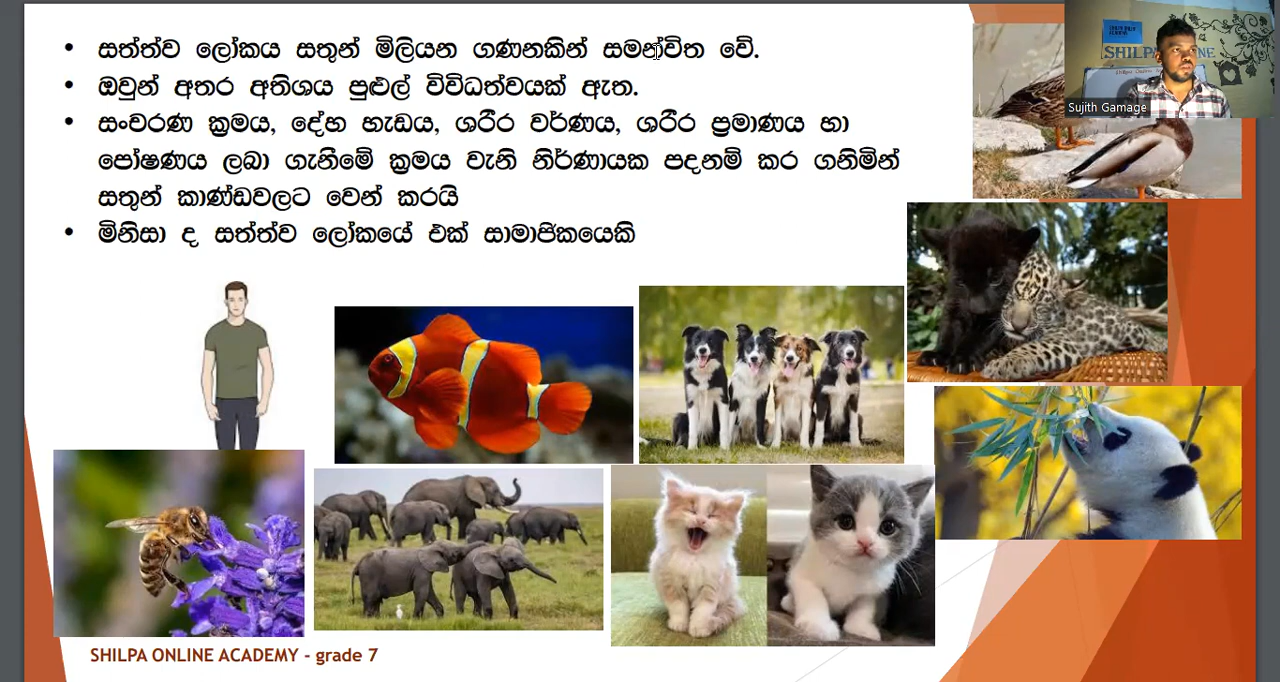 • සත්ත්ව ලෝකය සතුන් මිලියන ගණනකින් සමන්විත වේ.
• ඔවුන් අතර අතිශය පුළුල් විවිධත්වයක් ඇත.
• සංවරණ ක්‍රමය, දේහ හැඩය, ශරීර වර්ණය, ශරීර ප්‍රමාණය හා
පෝෂණය ලබා ගැනීමේ ක්‍රමය වැනි නිර්ණායක පදනම් කර ගනිමින්
සතුන් කාණ්ඩවලට වෙන් කරයි
• මිනිසා ද සත්ත්ව ලෝකයේ එක් සාමාජිකයෙකි
Sujith Gamage
SHILPA ONLINE ACADEMY - grade 7